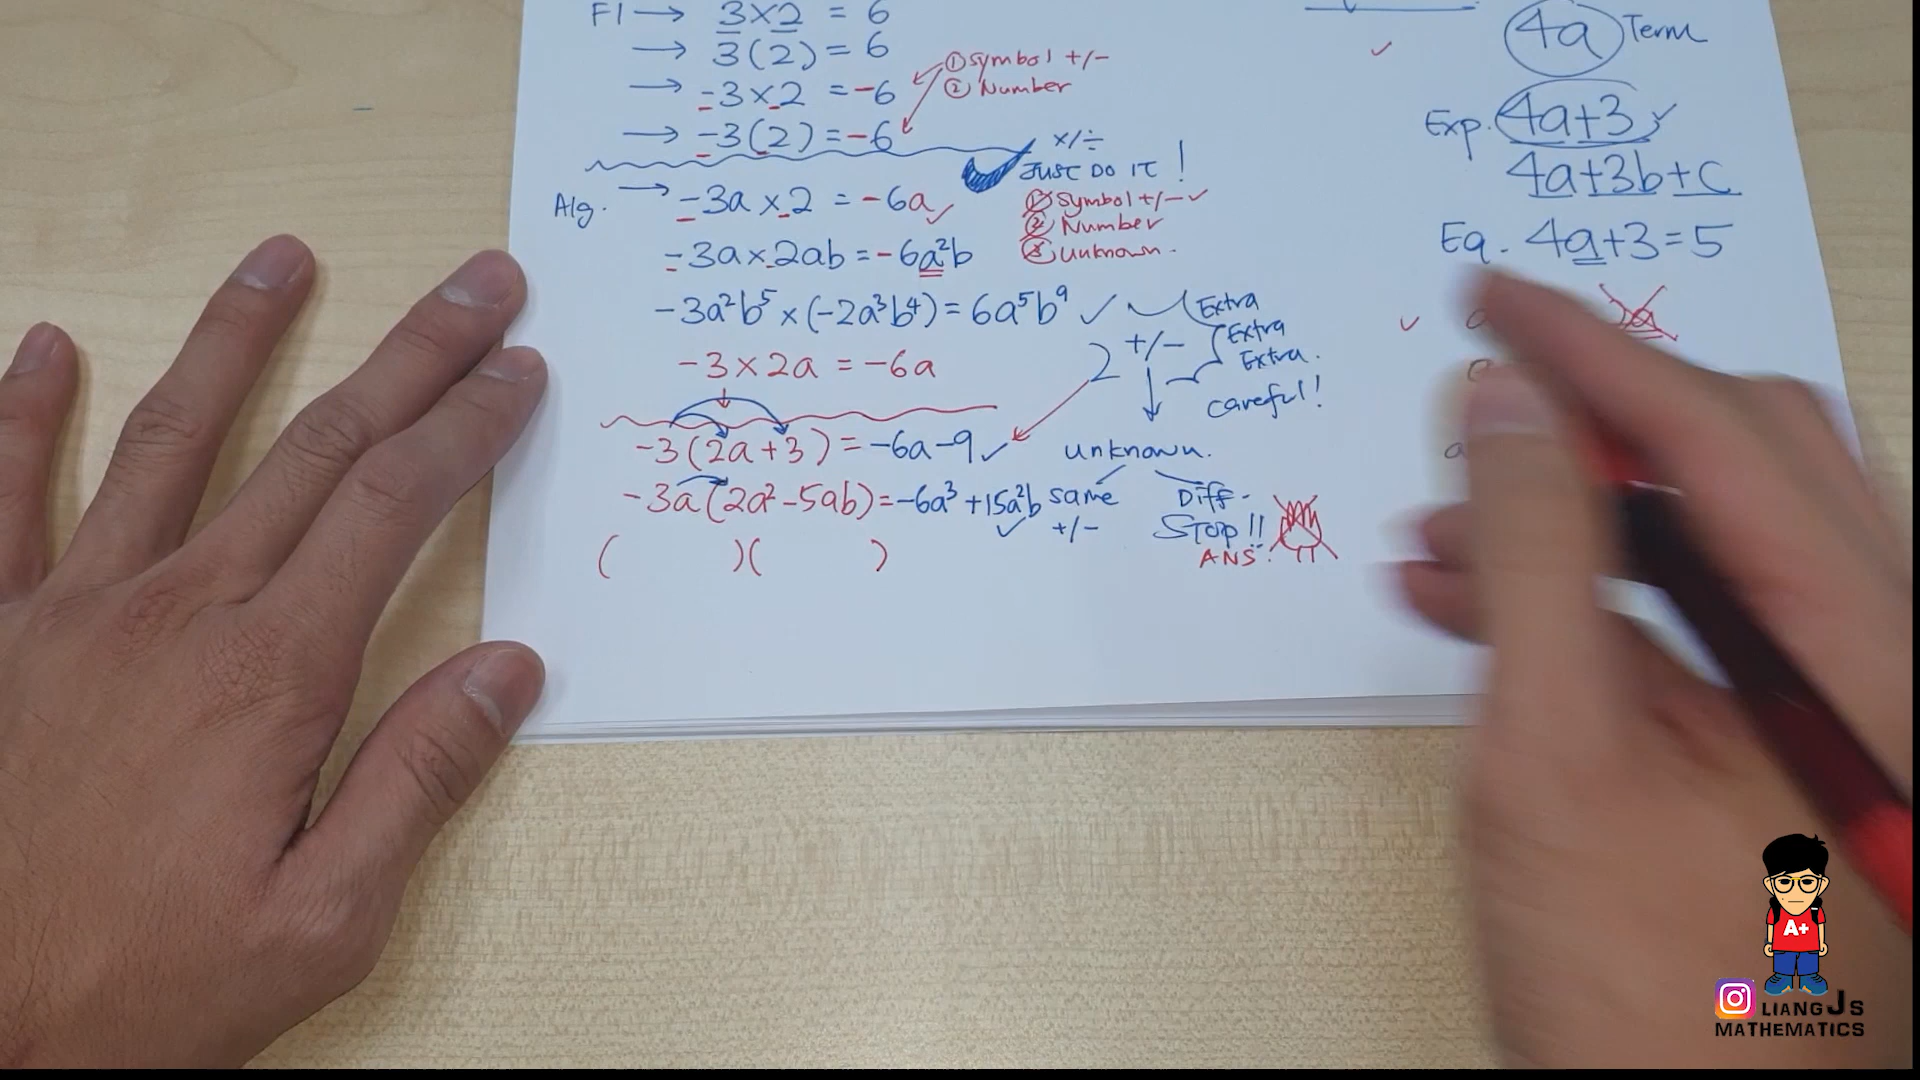 F1 → 3×2 = 6
→ 3(2) = 6
→ -3×2 = -6
→ -3(2) = -6
① Symbol +/-
② Number
×/÷
JUST DO IT !
① Symbol +/- ✓
② Number
③ Unknown.
Alg. → -3a × 2 = -6a ✓
-3a × 2ab = -6a²b
-3a²b⁵ × (-2a³b⁴) = 6a⁵b⁹ ✓
-3 × 2a = -6a
-3(2a+3) = -6a-9 ✓
-3a(2a²-5ab) = -6a³+15a²b ✓
( )( )
2 +/-
Extra
Extra
Extra.
careful!
unknown.
same
+/-
Diff.
STOP!!
ANS.
4a Term
Exp. 4a+3 ✓
4a+3b+c
Eq. 4a+3=5
A+
LIANGJS
MATHEMATICS